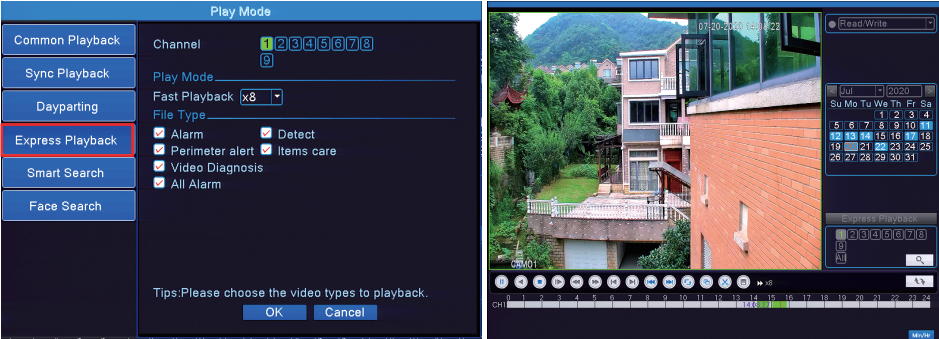 Play Mode
Common Playback
Sync Playback
Dayparting
Express Playback
Smart Search
Face Search
Channel
1 2 3 4 5 6 7 8
9
Play Mode
Fast Playback x8
File Type
Alarm Detect
Perimeter alert Items care
Video Diagnosis
All Alarm
Tips:Please choose the video types to playback.
OK Cancel
CAM01
Read/Write
Jul 2020
Su Mo Tu We Th Fr Sa
1 2 3 4
5 6 7 8 9 10 11
12 13 14 15 16 17 18
19 21 22 23 24 25
26 27 28 29 30 31
Express Playback
1 2 3 4 5 6 7 8
9
All
x8
0 1 2 3 4 5 6 7 8 9 10 11 12 13 14 15 16 17 18 19 20 21 22 23 24
CH1
Min/Hr